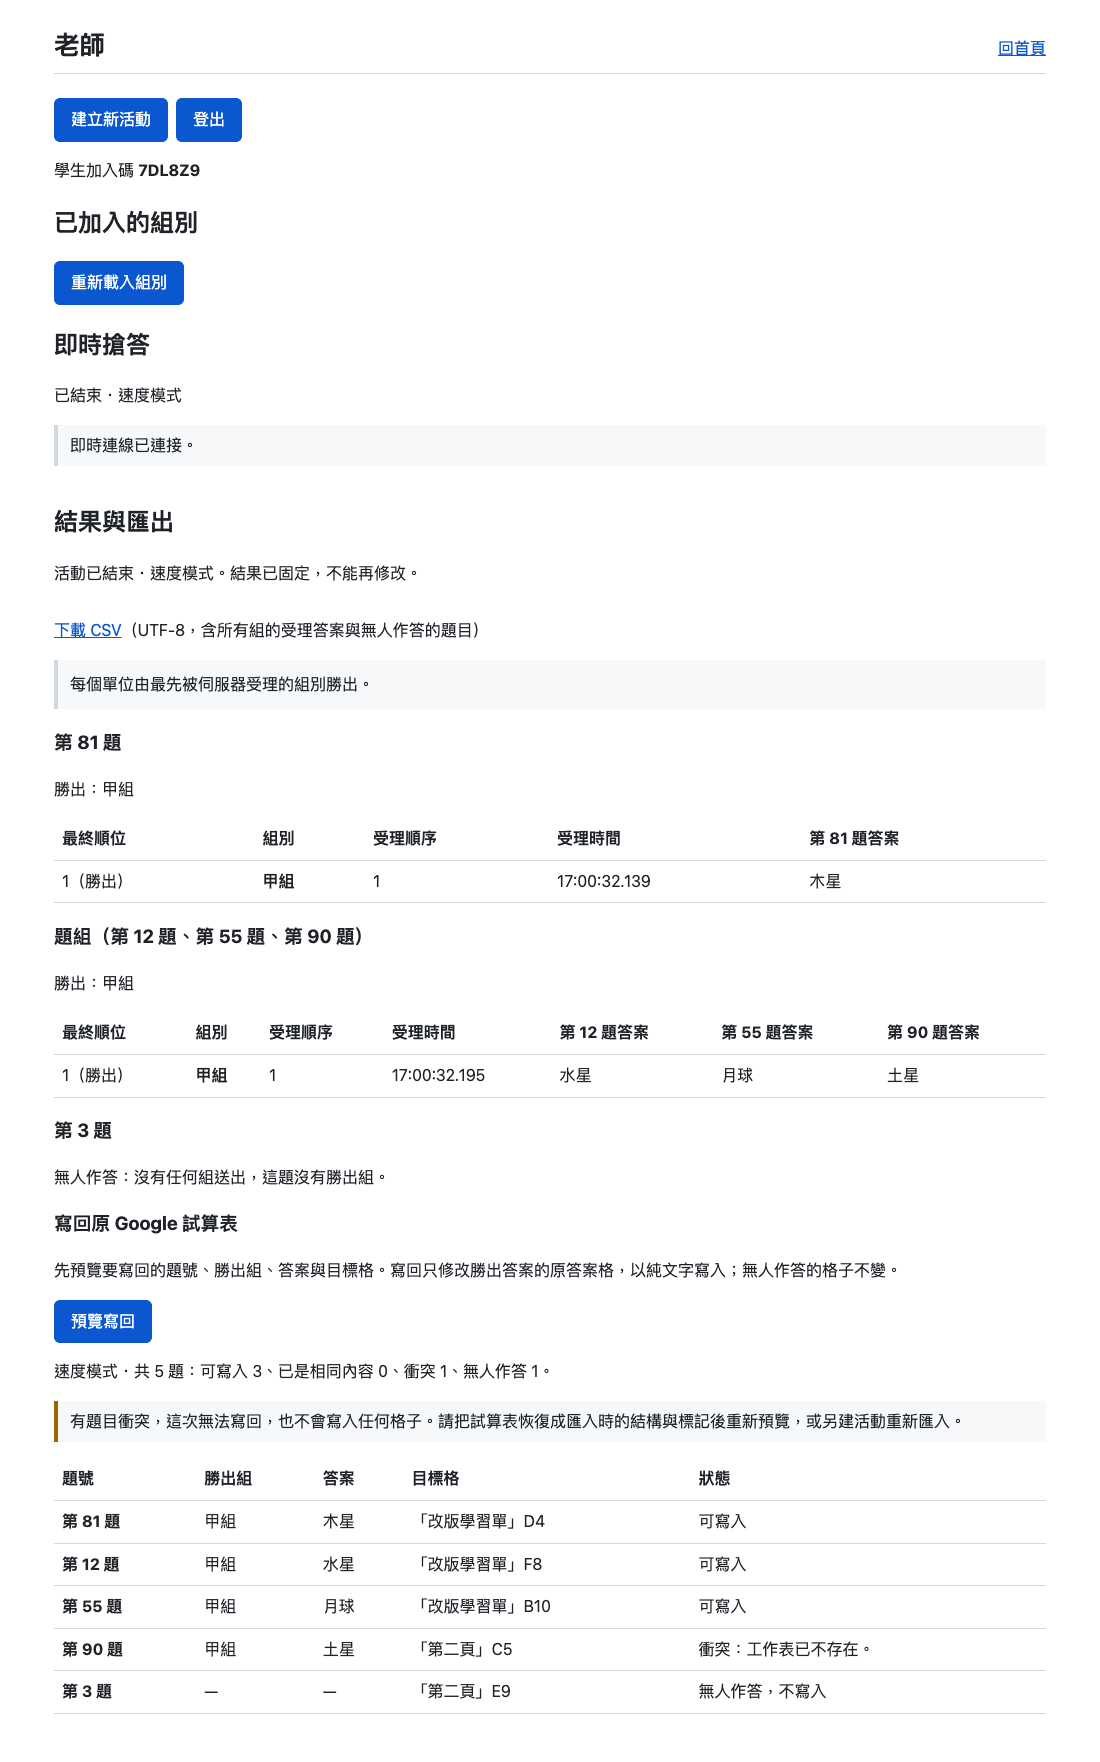 老師
回首頁
建立新活動 登出
學生加入碼 7DL8Z9
已加入的組別
重新載入組別
即時搶答
已結束．速度模式
即時連線已連接。
結果與匯出
活動已結束．速度模式。結果已固定，不能再修改。
下載 CSV（UTF-8，含所有組的受理答案與無人作答的題目）
每個單位由最先被伺服器受理的組別勝出。
第 81 題
勝出：甲組
最終順位 組別 受理順序 受理時間 第 81 題答案
1（勝出） 甲組 1 17:00:32.139 木星
題組（第 12 題、第 55 題、第 90 題）
勝出：甲組
最終順位 組別 受理順序 受理時間 第 12 題答案 第 55 題答案 第 90 題答案
1（勝出） 甲組 1 17:00:32.195 水星 月球 土星
第 3 題
無人作答：沒有任何組送出，這題沒有勝出組。
寫回原 Google 試算表
先預覽要寫回的題號、勝出組、答案與目標格。寫回只修改勝出答案的原答案格，以純文字寫入；無人作答的格子不變。
預覽寫回
速度模式．共 5 題：可寫入 3、已是相同內容 0、衝突 1、無人作答 1。
有題目衝突，這次無法寫回，也不會寫入任何格子。請把試算表恢復成匯入時的結構與標記後重新預覽，或另建活動重新匯入。
題號 勝出組 答案 目標格 狀態
第 81 題 甲組 木星 「改版學習單」D4 可寫入
第 12 題 甲組 水星 「改版學習單」F8 可寫入
第 55 題 甲組 月球 「改版學習單」B10 可寫入
第 90 題 甲組 土星 「第二頁」C5 衝突：工作表已不存在。
第 3 題 — — 「第二頁」E9 無人作答，不寫入